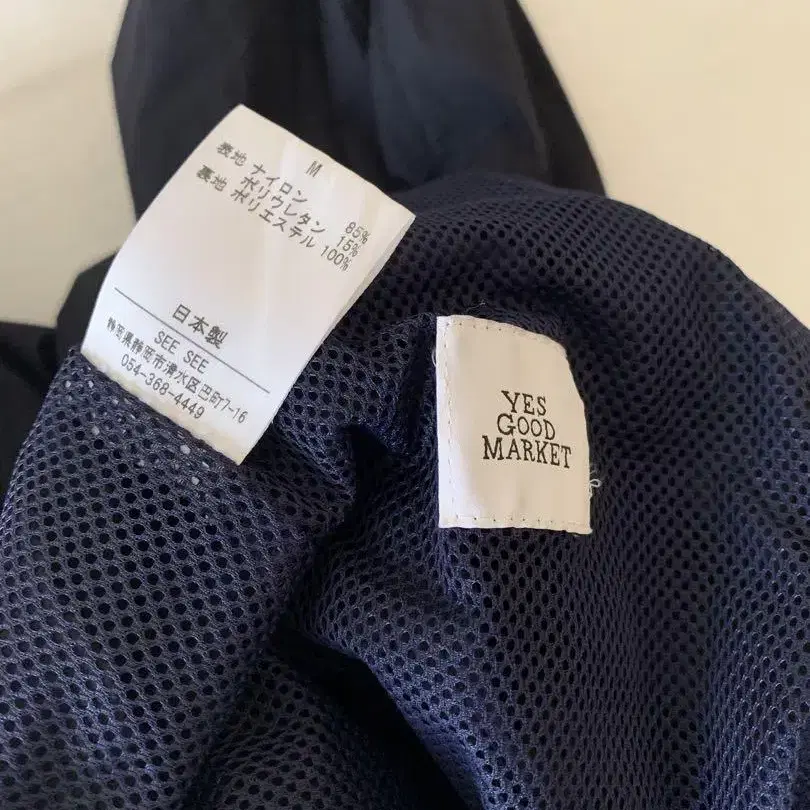 M
表地 ナイロン 85%
ポリウレタン 15%
裏地 ポリエステル 100%
日本製
SEE SEE
静岡県静岡市清水区巴町7-16
054-368-4449
YES
GOOD
MARKET